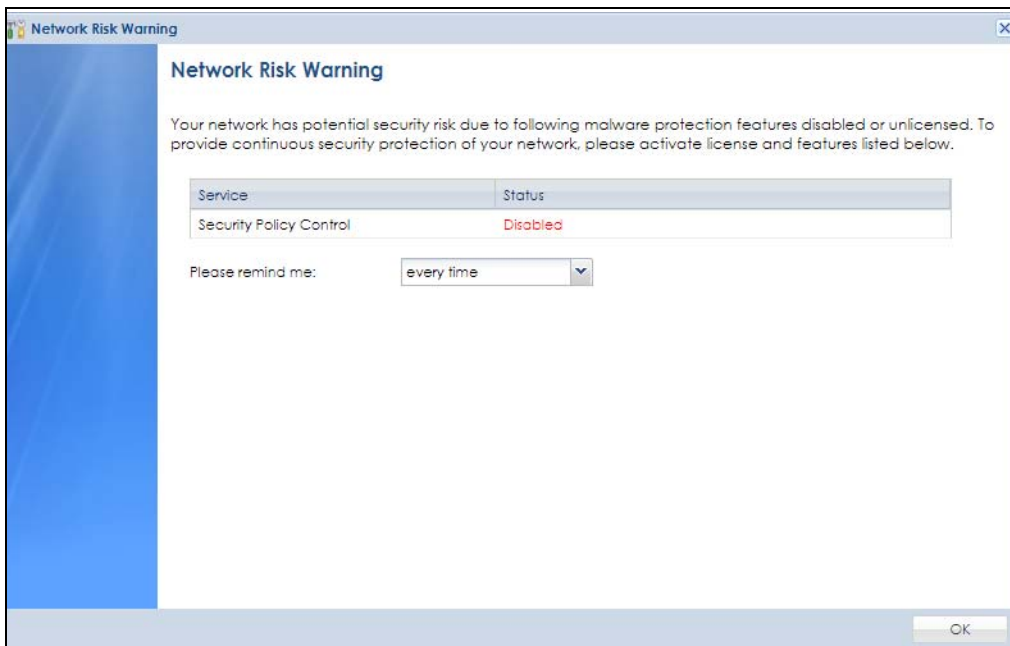 Network Risk Warning
Network Risk Warning
Your network has potential security risk due to following malware protection features disabled or unlicensed. To
provide continuous security protection of your network, please activate license and features listed below.
Service Status
Security Policy Control Disabled
Please remind me: every time
OK